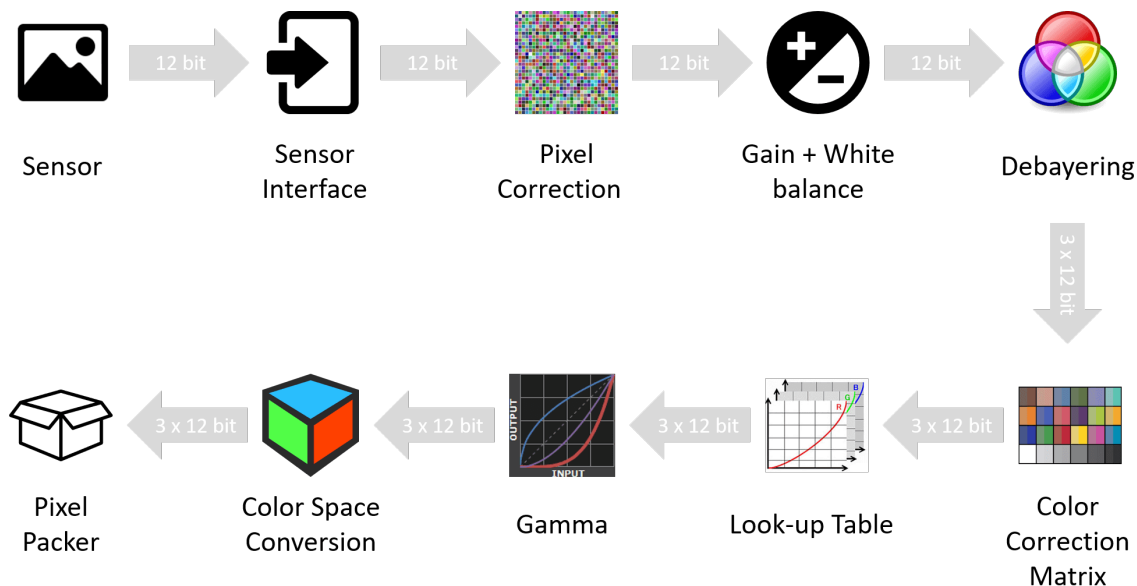 12 bit
12 bit
12 bit
12 bit
Sensor
Sensor
Interface
Pixel
Correction
Gain + White
balance
Debayering
3 x 12 bit
3 x 12 bit
3 x 12 bit
3 x 12 bit
3 x 12 bit
OUTPUT
INPUT
R
G
B
Pixel
Packer
Color Space
Conversion
Gamma
Look-up Table
Color
Correction
Matrix